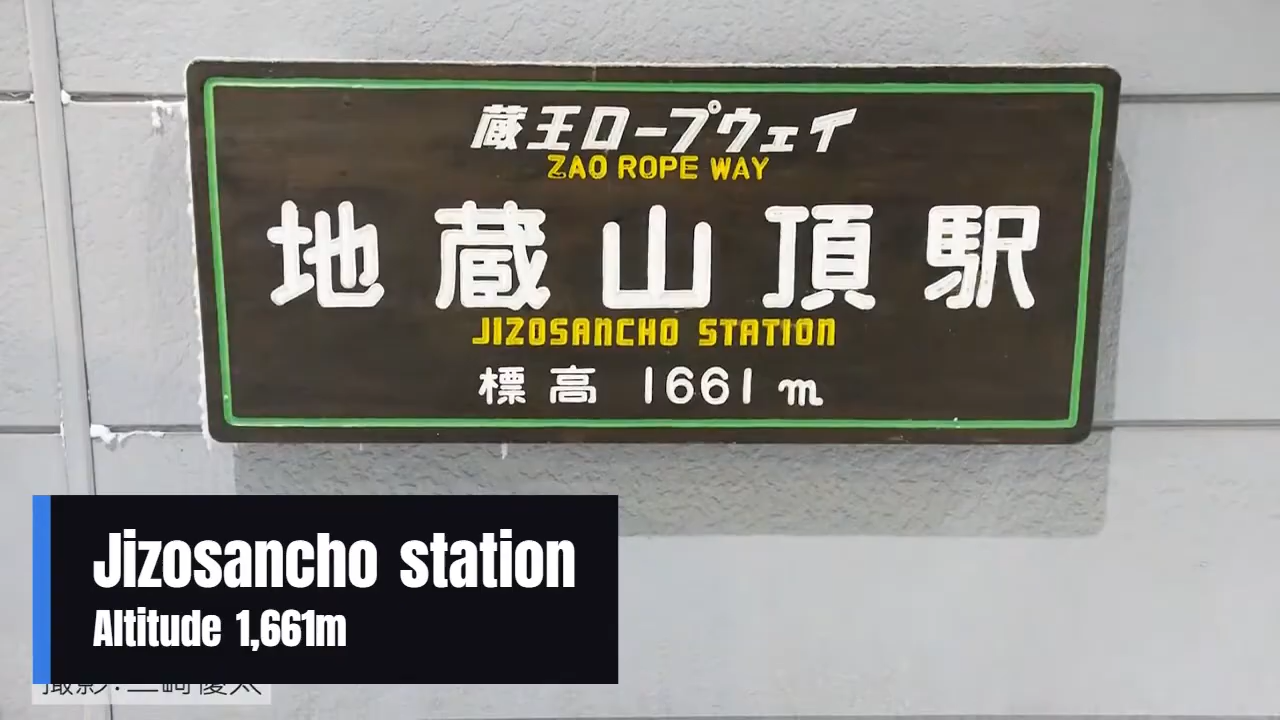 蔵王ロープウェイ
ZAO ROPE WAY
地蔵山頂駅
JIZOSANCHO STATION
標高 1661m
Jizosancho station
Altitude 1,661m